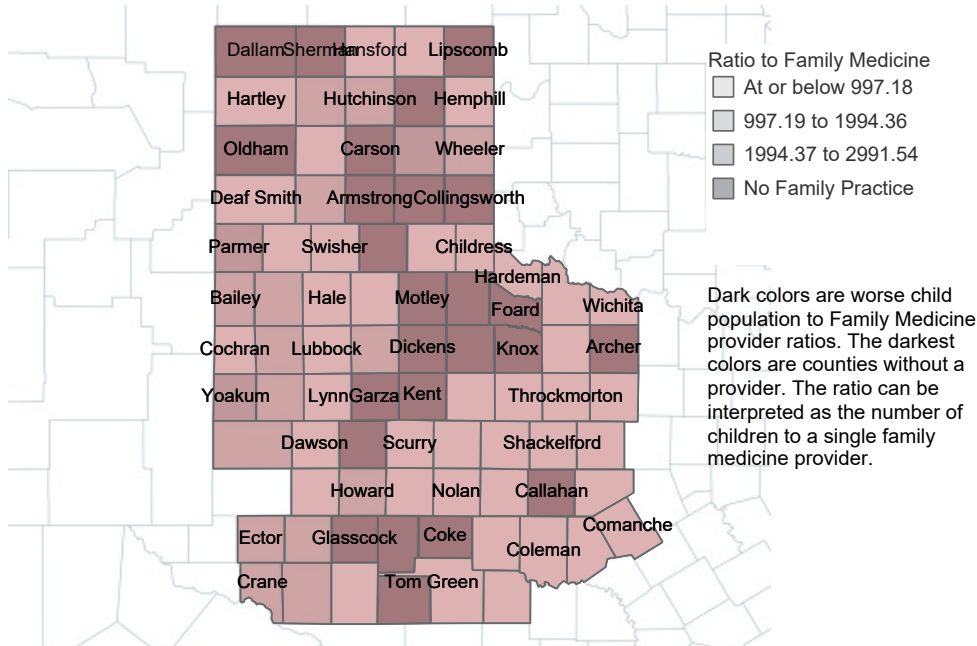 Dallam Sherman Hansford Lipscomb
Hartley Hutchinson Hemphill
Oldham Carson Wheeler
Deaf Smith Armstrong Collingsworth
Parmer Swisher Childress
Hardeman
Bailey Hale Motley Foard Wichita
Cochran Lubbock Dickens Knox Archer
Yoakum Lynn Garza Kent Throckmorton
Dawson Scurry Shackelford
Howard Nolan Callahan
Comanche
Ector Glasscock Coke Coleman
Crane Tom Green
Ratio to Family Medicine
At or below 997.18
997.19 to 1994.36
1994.37 to 2991.54
No Family Practice
Dark colors are worse child
population to Family Medicine
provider ratios. The darkest
colors are counties without a
provider. The ratio can be
interpreted as the number of
children to a single family
medicine provider.